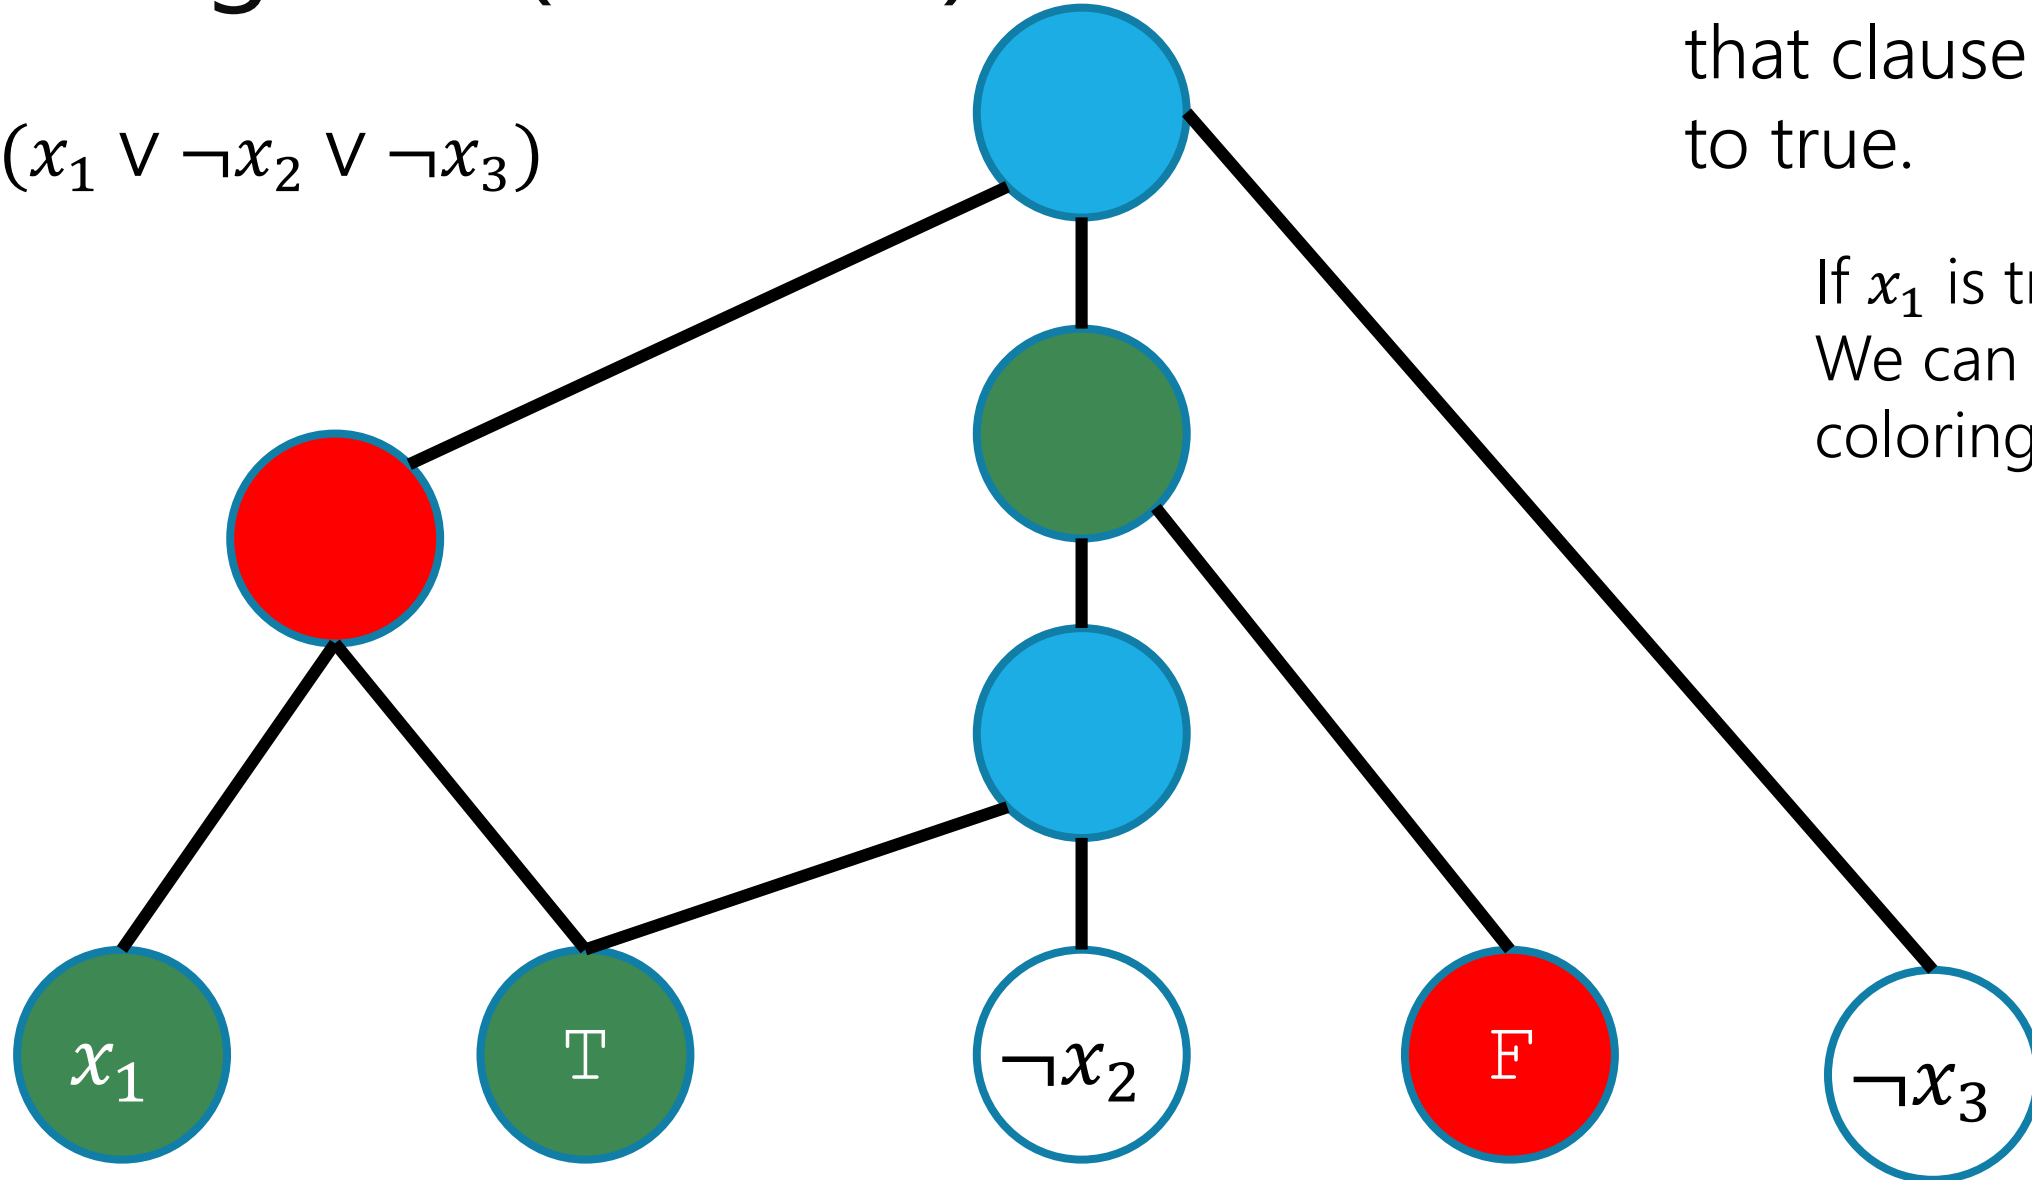 (𝑥₁ ∨ ¬𝑥₂ ∨ ¬𝑥₃)
that clause
to true.
If 𝑥₁ is
We can
coloring
𝑥₁
T
¬𝑥₂
F
¬𝑥₃